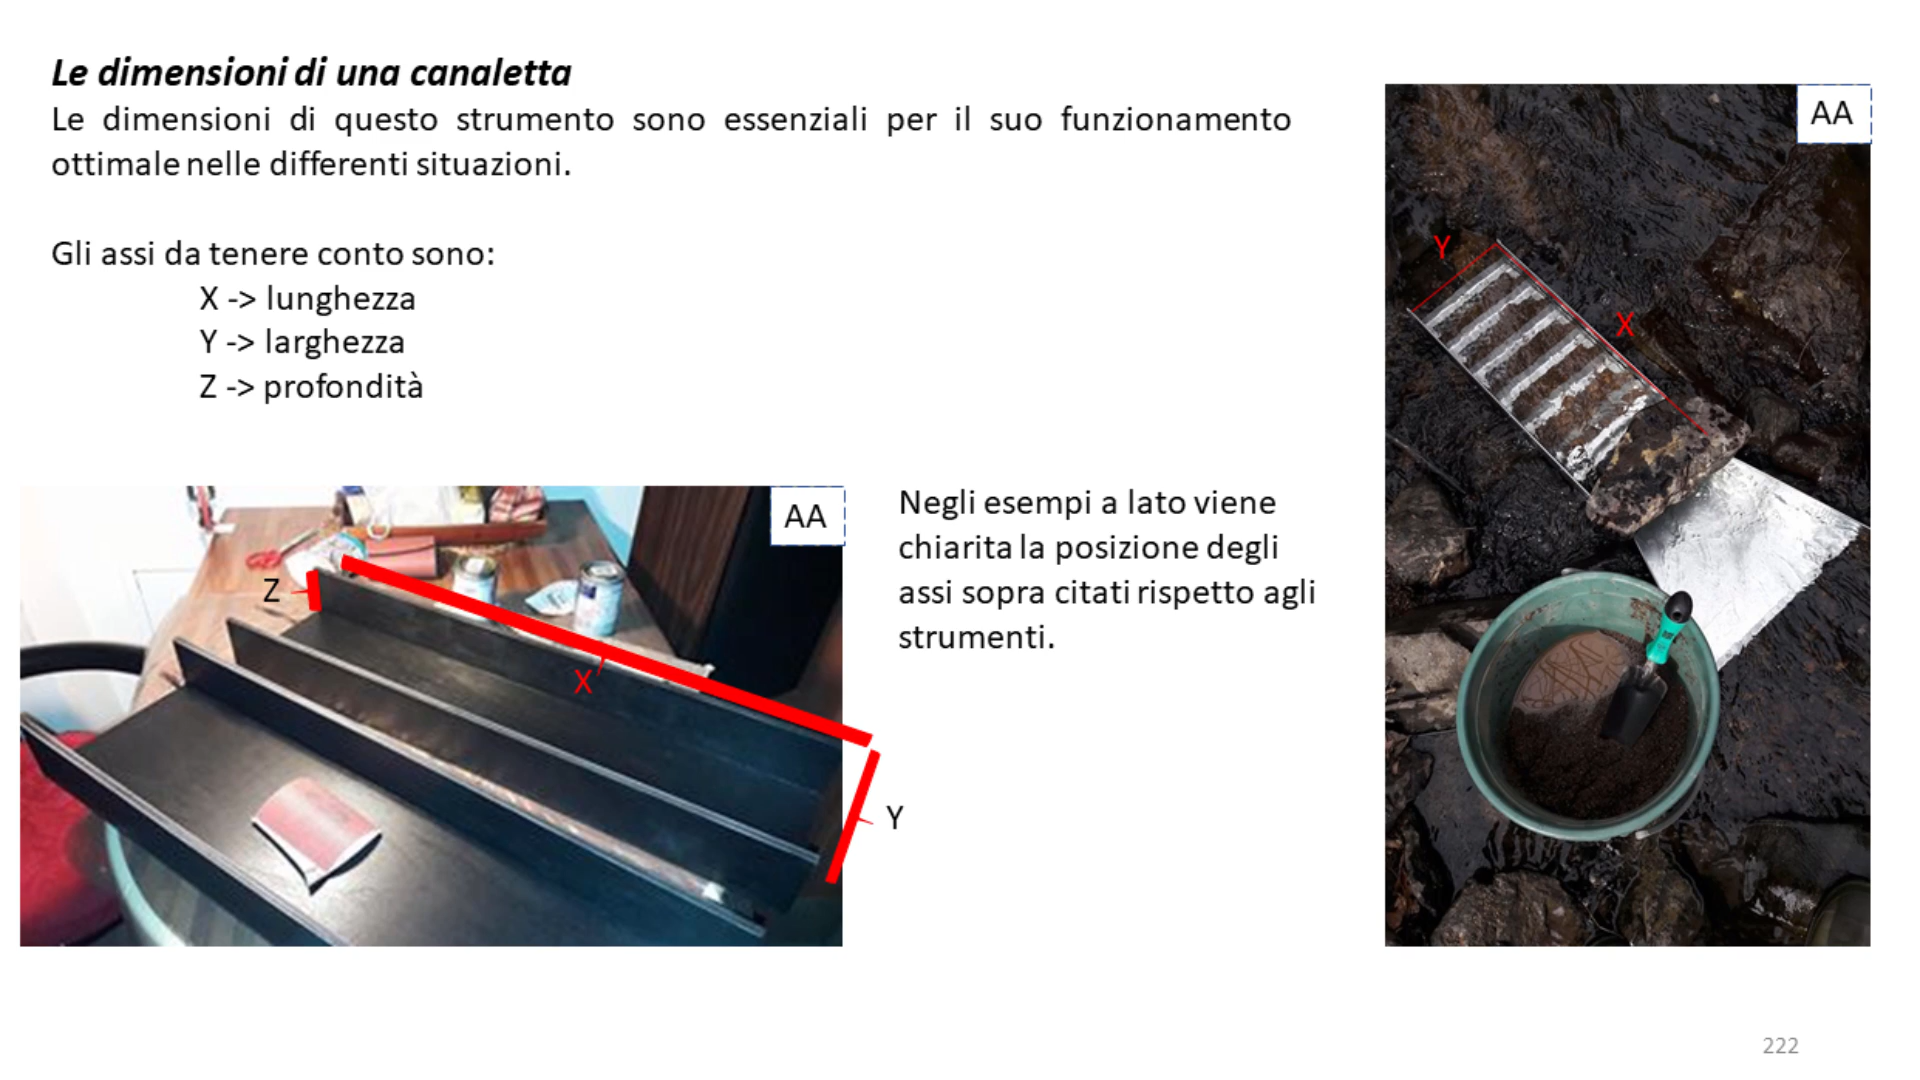 Le dimensioni di una canaletta
Le dimensioni di questo strumento sono essenziali per il suo funzionamento
ottimale nelle differenti situazioni.
Gli assi da tenere conto sono:
X -> lunghezza
Y -> larghezza
Z -> profondità
AA
Z
X
Y
Negli esempi a lato viene
chiarita la posizione degli
assi sopra citati rispetto agli
strumenti.
AA
Y
X
222